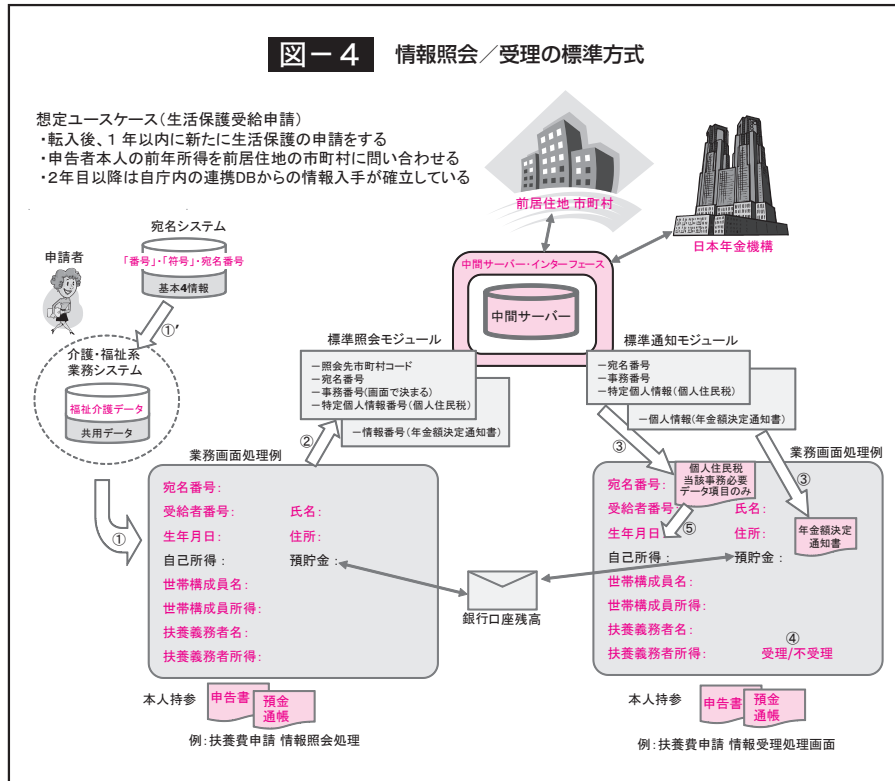 図－4 情報照会／受理の標準方式
想定ユースケース（生活保護受給申請）
・転入後、1年以内に新たに生活保護の申請をする
・申告者本人の前年所得を前居住地の市町村に問い合わせる
・2年目以降は自庁内の連携DBからの情報入手が確立している
前居住地 市町村
日本年金機構
宛名システム
申請者
「番号」・「符号」・宛名番号
基本4情報
①’
中間サーバー・インターフェース
中間サーバー
介護・福祉系
業務システム
福祉介護データ
共用データ
標準照会モジュール
－照会先市町村コード
－宛名番号
－事務番号（画面で決まる）
－特定個人情報番号（個人住民税）
－情報番号（年金額決定通知書）
標準通知モジュール
－宛名番号
－事務番号
－特定個人情報（個人住民税）
－個人情報（年金額決定通知書）
②
③
③
①
業務画面処理例
宛名番号：
受給者番号： 氏名：
生年月日： 住所：
自己所得： 預貯金：
世帯構成員名：
世帯構成員所得：
扶養義務者名：
扶養義務者所得：
銀行口座残高
業務画面処理例
個人住民税
当該事務必要
データ項目のみ
宛名番号：
受給者番号： 氏名：
⑤
生年月日 住所：
年金額決定
通知書
自己所得： 預貯金：
世帯構成員名：
世帯構成員所得：
扶養義務者名：
④
扶養義務者所得： 受理/不受理
本人持参
申告書
預金
通帳
例：扶養費申請 情報照会処理
本人持参
申告書
預金
通帳
例：扶養費申請 情報受理処理画面